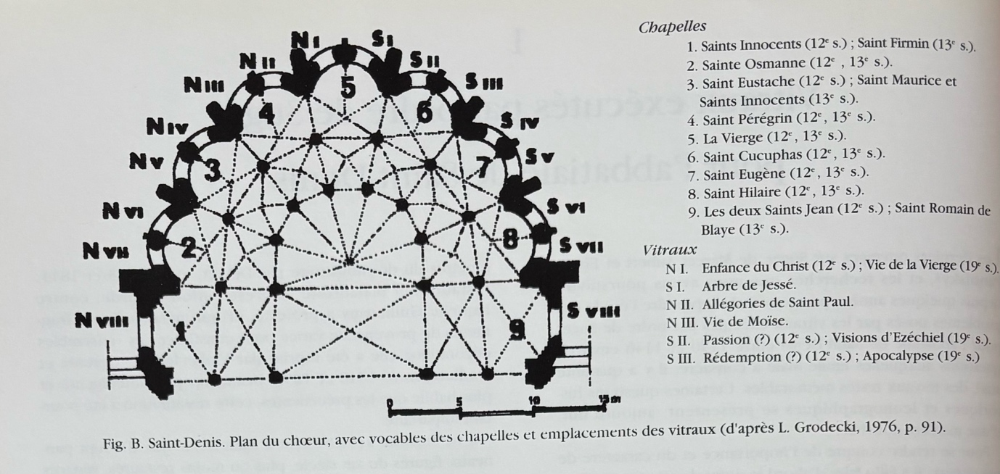 N I
S I
N II
S II
N III
S III
N IV
S IV
N V
S V
N VI
S VI
N VII
S VII
N VIII
S VIII
5
4
6
3
7
2
8
1
9
0 5 10 15 m
Chapelles
1. Saints Innocents (12e s.) ; Saint Firmin (13e s.).
2. Sainte Osmanne (12e , 13e s.).
3. Saint Eustache (12e s.) ; Saint Maurice et
Saints Innocents (13e s.).
4. Saint Pérégrin (12e, 13e s.).
5. La Vierge (12e, 13e s.).
6. Saint Cucuphas (12e, 13e s.).
7. Saint Eugène (12e, 13e s.).
8. Saint Hilaire (12e, 13e s.).
9. Les deux Saints Jean (12e s.) ; Saint Romain de
Blaye (13e s.).
Vitraux
N I. Enfance du Christ (12e s.) ; Vie de la Vierge (19e s.).
S I. Arbre de Jessé.
N II. Allégories de Saint Paul.
N III. Vie de Moïse.
S II. Passion (?) (12e s.) ; Visions d'Ezéchiel (19e s.).
S III. Rédemption (?) (12e s.) ; Apocalypse (19e s.)
Fig. B. Saint-Denis. Plan du chœur, avec vocables des chapelles et emplacements des vitraux (d'après L. Grodecki, 1976, p. 91).